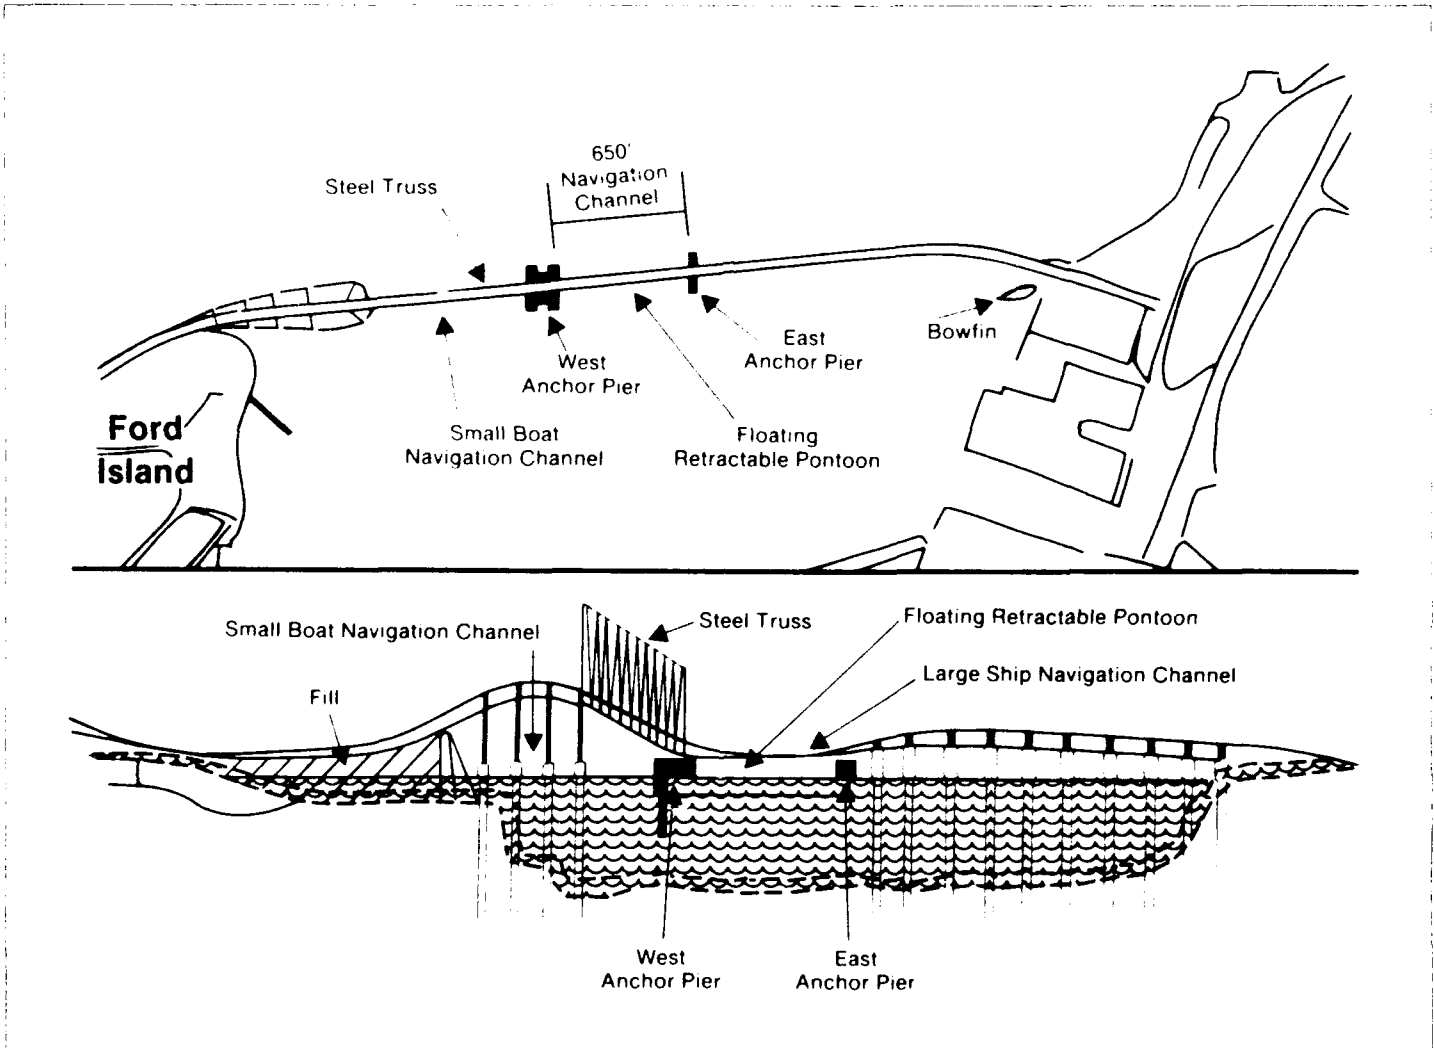 650'
Navigation
Channel
Steel Truss
West
Anchor Pier
East
Anchor Pier
Bowfin
Ford
Island
Small Boat
Navigation Channel
Floating
Retractable Pontoon
Small Boat Navigation Channel
Steel Truss
Floating Retractable Pontoon
Large Ship Navigation Channel
Fill
West
Anchor Pier
East
Anchor Pier